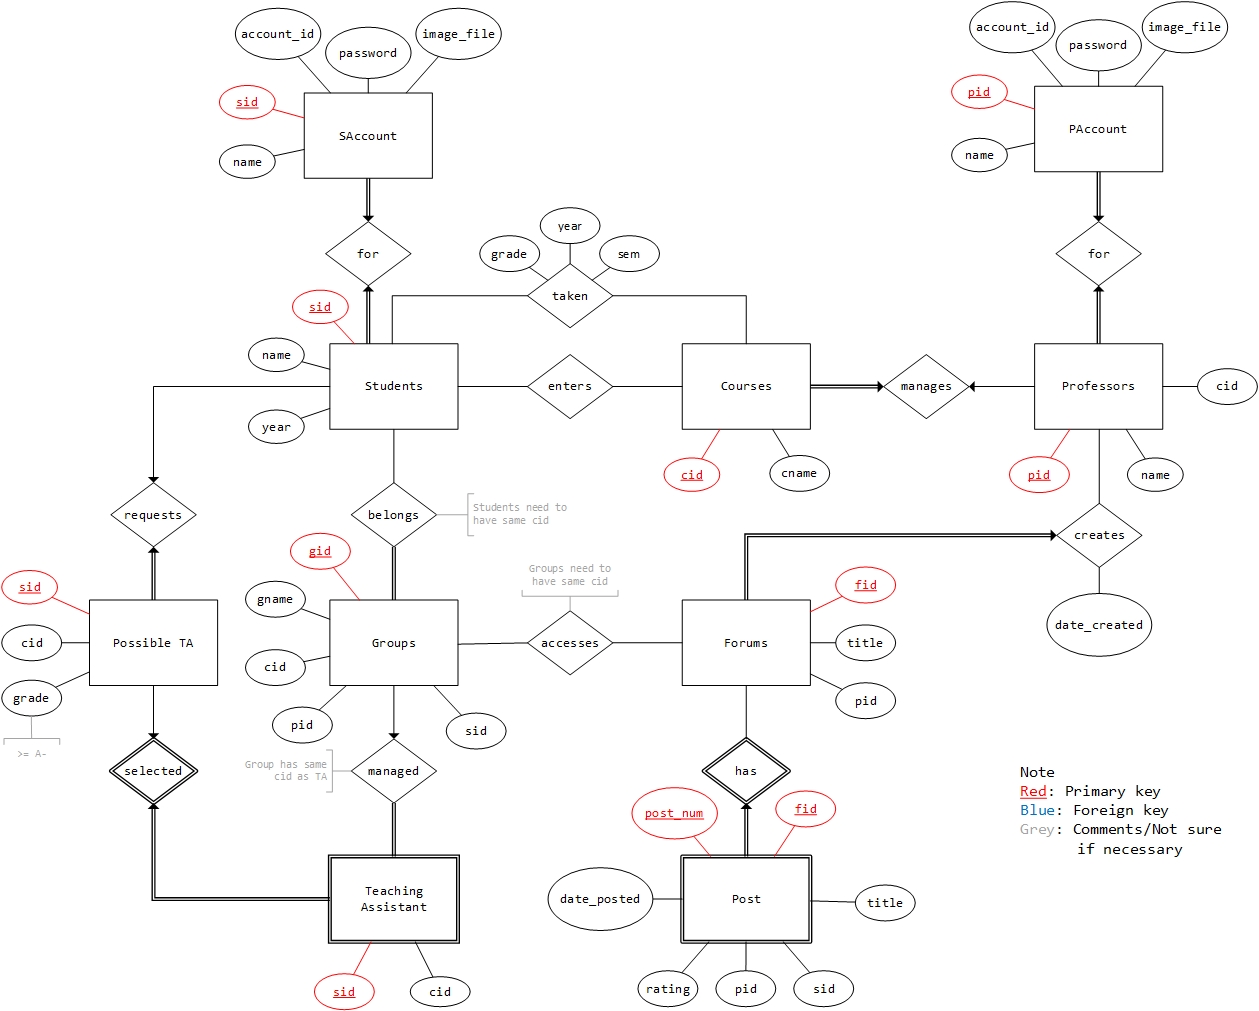 account_id
password
image_file
sid
SAccount
name
account_id
password
image_file
pid
PAccount
name
for
for
year
grade
sem
taken
sid
name
Students
year
enters
Courses
manages
Professors
cid
cid
cname
pid
name
requests
belongs
Students need to
have same cid
creates
date_created
gid
Groups need to
have same cid
fid
sid
cid
Possible TA
grade
>= A-
gname
Groups
cid
pid
sid
accesses
Forums
title
pid
selected
Group has same
cid as TA
managed
has
post_num
fid
Note
Red: Primary key
Blue: Foreign key
Grey: Comments/Not sure
if necessary
Teaching
Assistant
sid
cid
date_posted
Post
title
rating
pid
sid